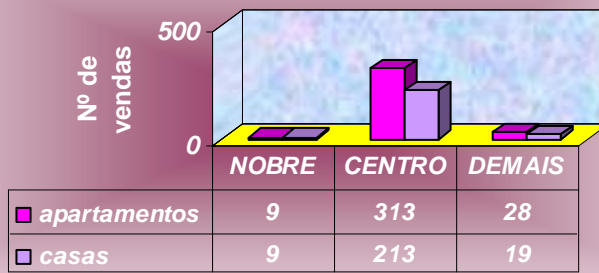 500
Nº de
vendas
0
NOBRE CENTRO DEMAIS
apartamentos 9 313 28
casas 9 213 19